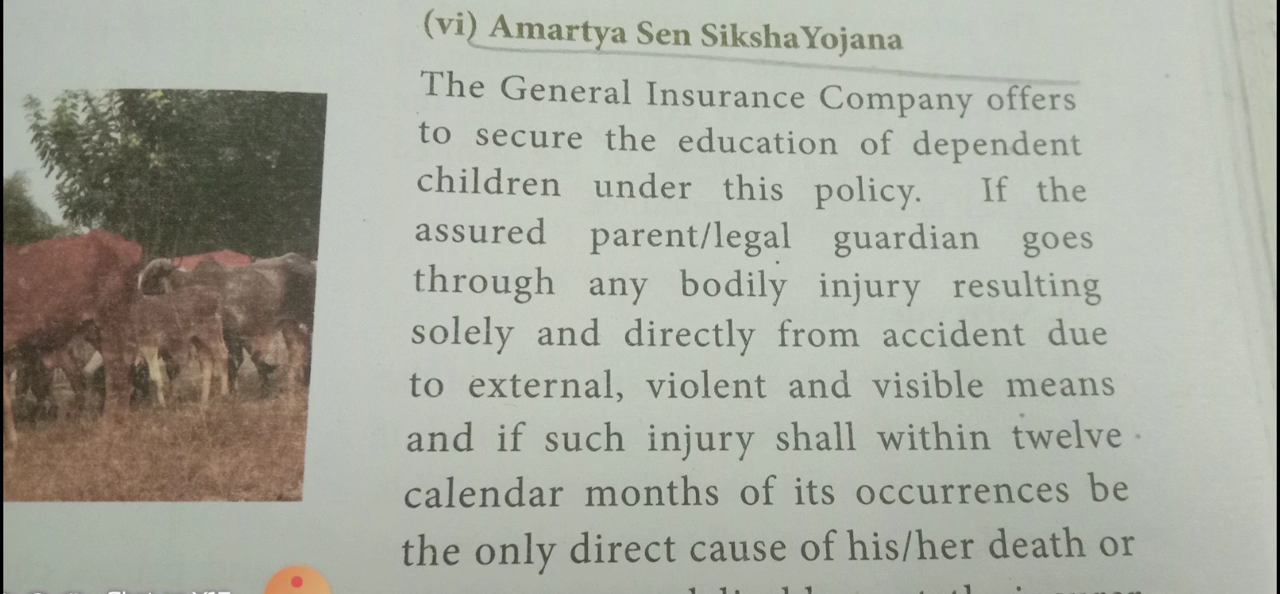 (vi) Amartya Sen SikshaYojana
The General Insurance Company offers
to secure the education of dependent
children under this policy. If the
assured parent/legal guardian goes
through any bodily injury resulting
solely and directly from accident due
to external, violent and visible means
and if such injury shall within twelve
calendar months of its occurrences be
the only direct cause of his/her death or